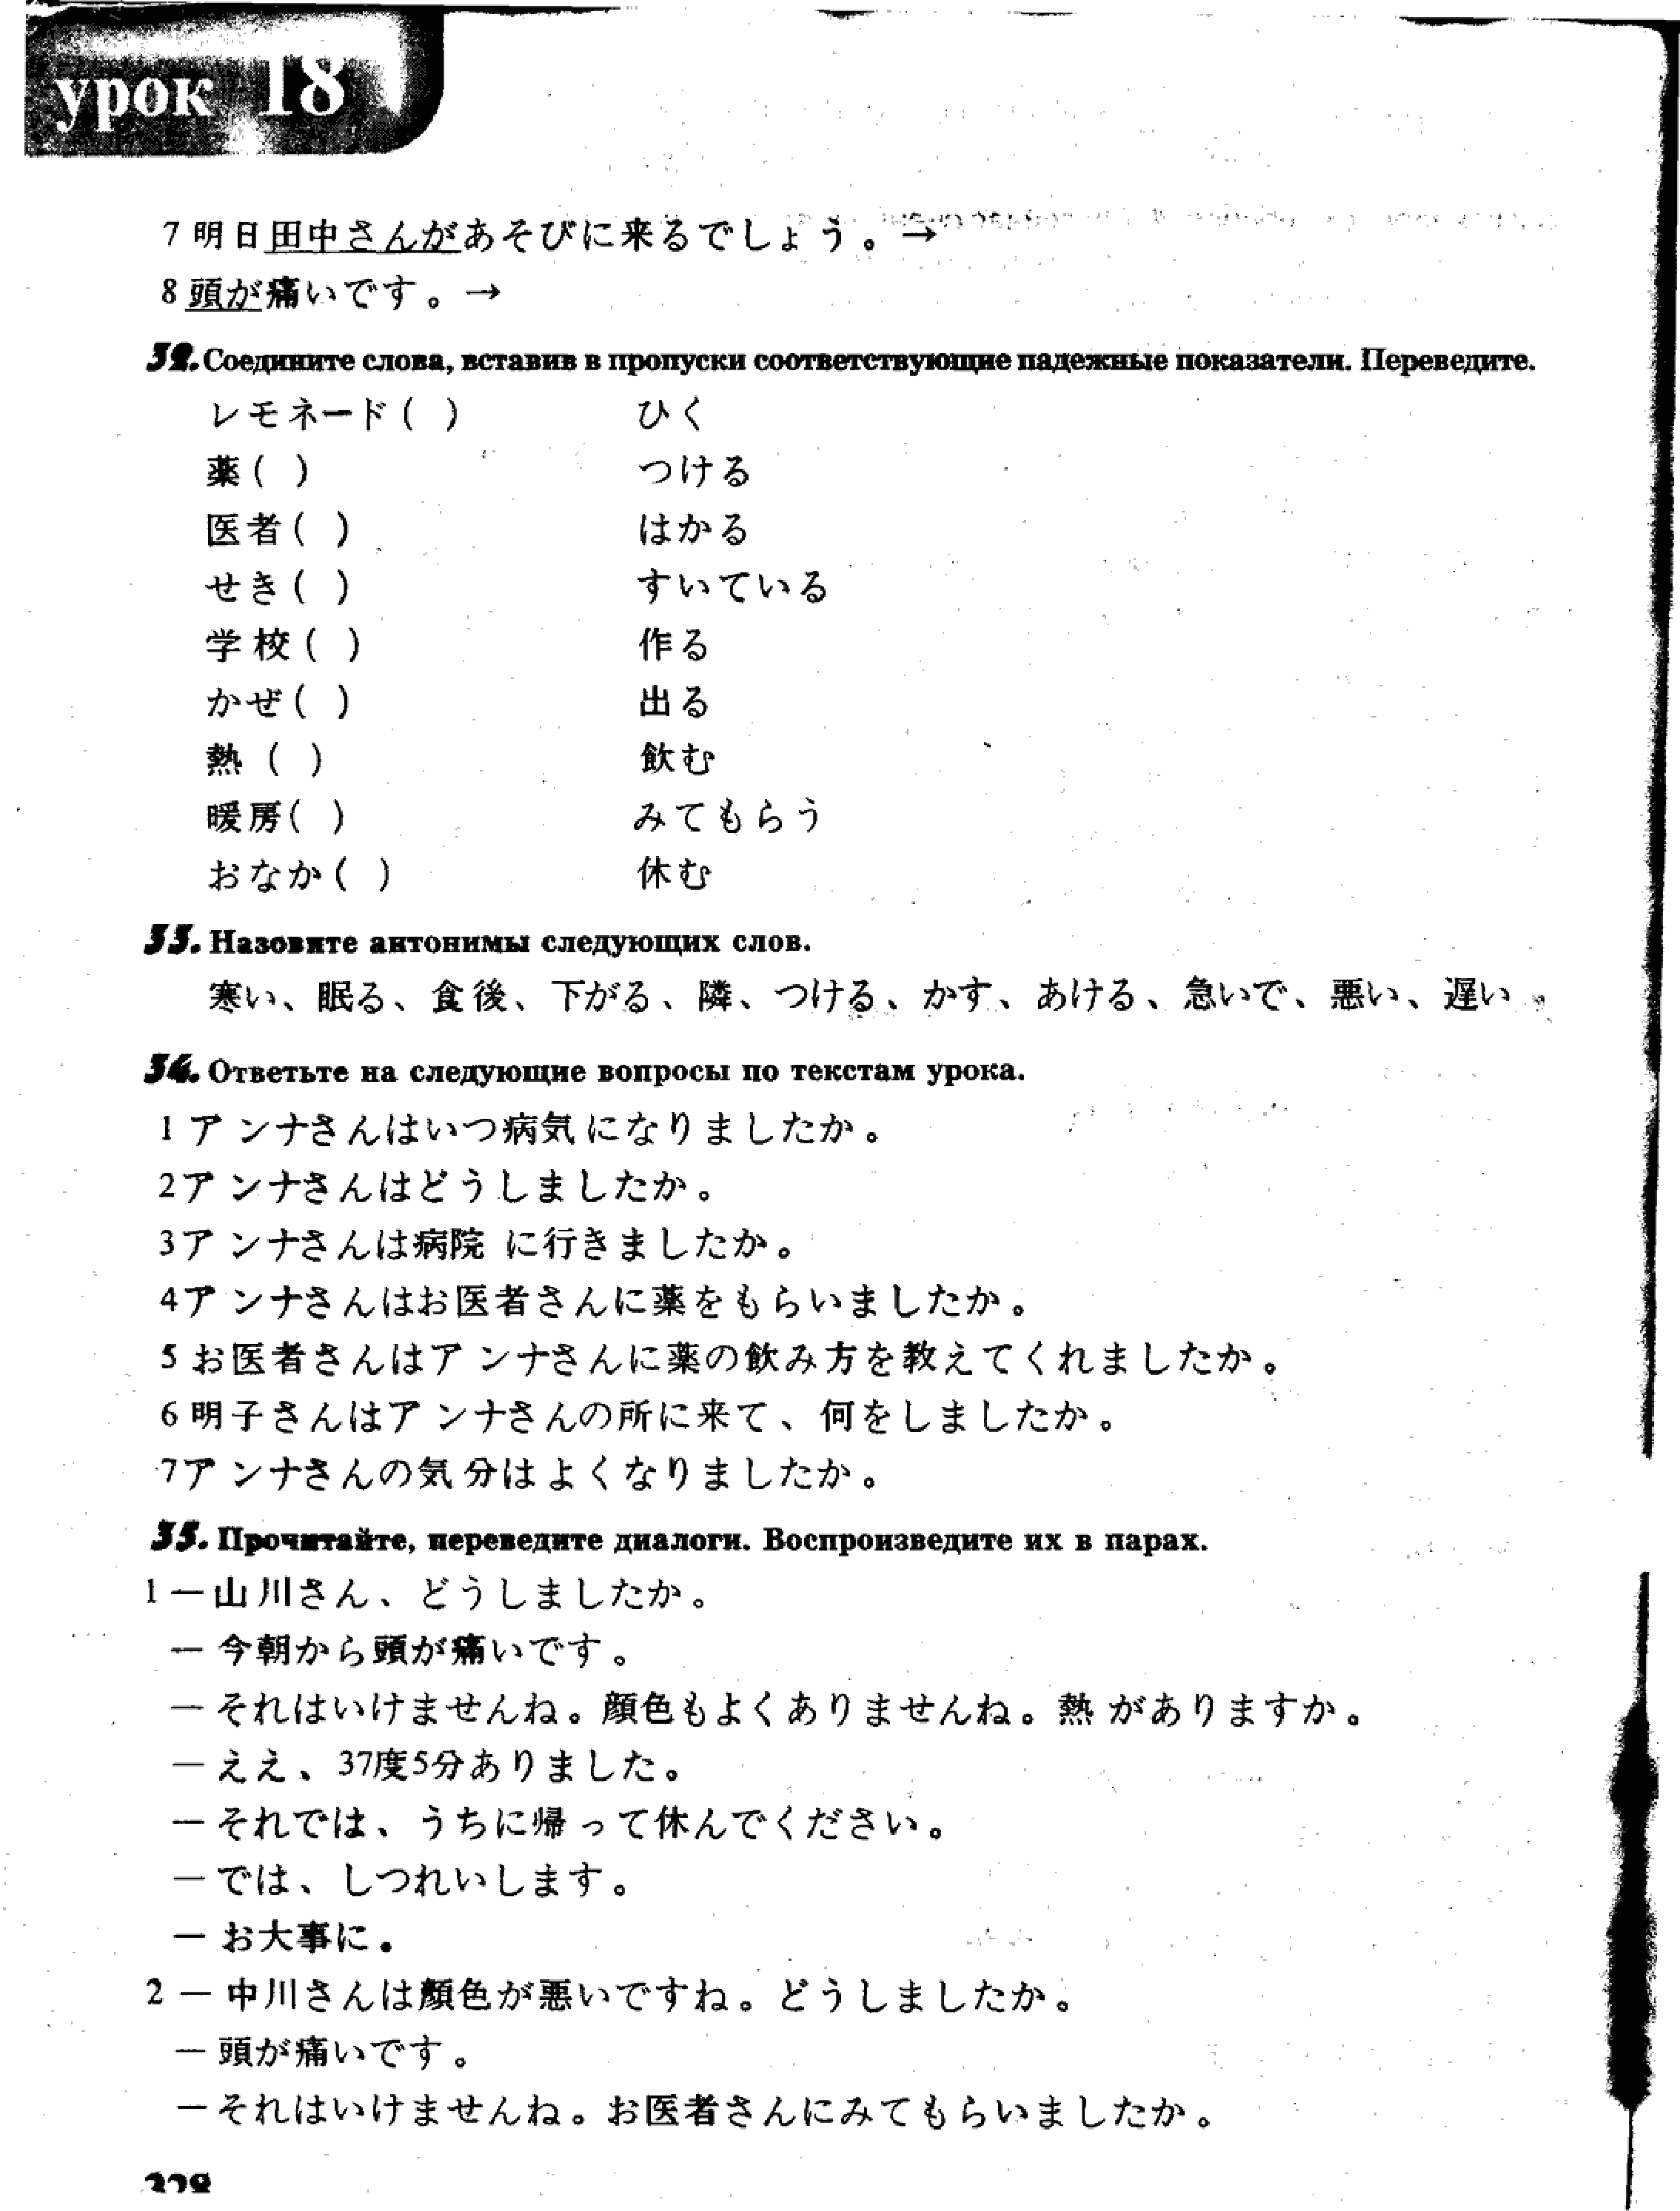 урок 18
7 明日田中さんがあそびに来るでしょう。→
8 頭が痛いです。→
32. Соедините слова, вставив в пропуски соответствующие падежные показатели. Переведите.
レモネード ( ) ひく
薬 ( ) つける
医者 ( ) はかる
せき ( ) すいている
学校 ( ) 作る
かぜ ( ) 出る
熱 ( ) 飲む
暖房 ( ) みてもらう
おなか ( ) 休む
33. Назовите антонимы следующих слов.
寒い、眠る、食後、下がる、隣、つける、かす、あける、急いで、悪い、遅い。
34. Ответьте на следующие вопросы по текстам урока.
1 アンナさんはいつ病気になりましたか。
2 アンナさんはどうしましたか。
3 アンナさんは病院に行きましたか。
4 アンナさんはお医者さんに薬をもらいましたか。
5 お医者さんはアンナさんに薬の飲み方を教えてくれましたか。
6 明子さんはアンナさんの所に来て、何をしましたか。
7 アンナさんの気分はよくなりましたか。
35. Прочитайте, переведите диалоги. Воспроизведите их в парах.
1 — 山川さん、どうしましたか。
— 今朝から頭が痛いです。
— それはいけませんね。顔色もよくありませんね。熱がありますか。
— ええ、37度5分ありました。
— それでは、うちに帰って休んでください。
— では、しつれいします。
— お大事に。
2 — 中川さんは顔色が悪いですね。どうしましたか。
— 頭が痛いです。
— それはいけませんね。お医者さんにみてもらいましたか。
328